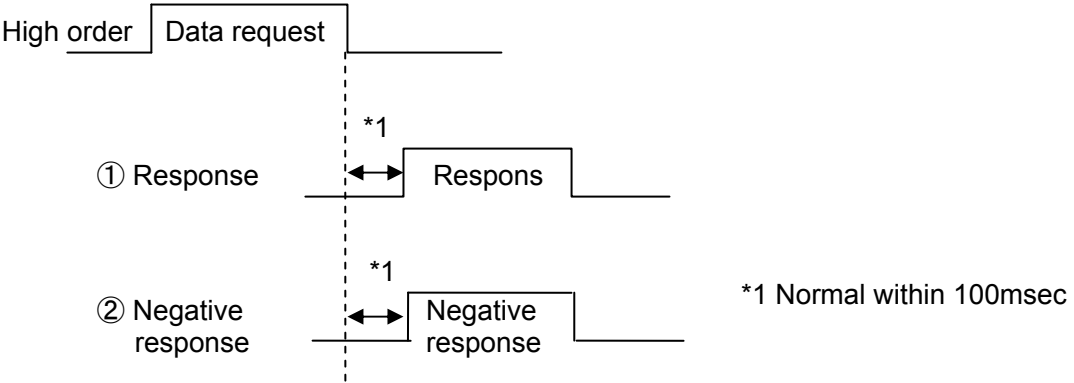 High order Data request
*1
① Response Respons
*1
*1 Normal within 100msec
② Negative Negative
response response